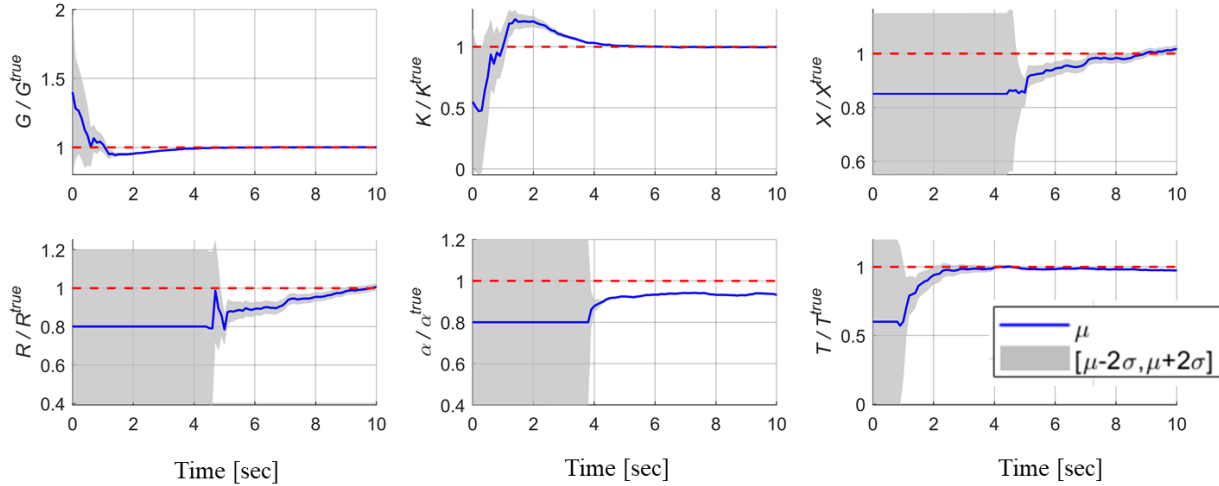 G / G^true
2
1.5
1
0 2 4 6 8 10
K / K^true
1
0.5
0
0 2 4 6 8 10
X / X^true
1
0.8
0.6
0 2 4 6 8 10
R / R^true
1.2
1
0.8
0.6
0.4
0 2 4 6 8 10
Time [sec]
α / α^true
1.2
1
0.8
0.6
0.4
0 2 4 6 8 10
Time [sec]
T / T^true
1
0.5
0
0 2 4 6 8 10
Time [sec]
μ
[μ-2σ,μ+2σ]